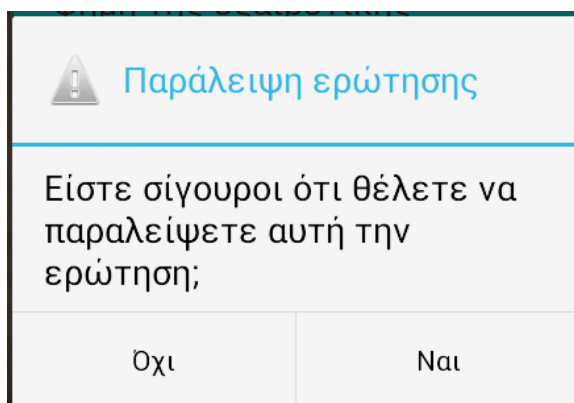 Παράλειψη ερώτησης
Είστε σίγουροι ότι θέλετε να
παραλείψετε αυτή την
ερώτηση;
Όχι
Ναι